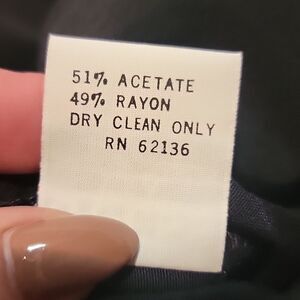 51% ACETATE
49% RAYON
DRY CLEAN ONLY
RN 62136